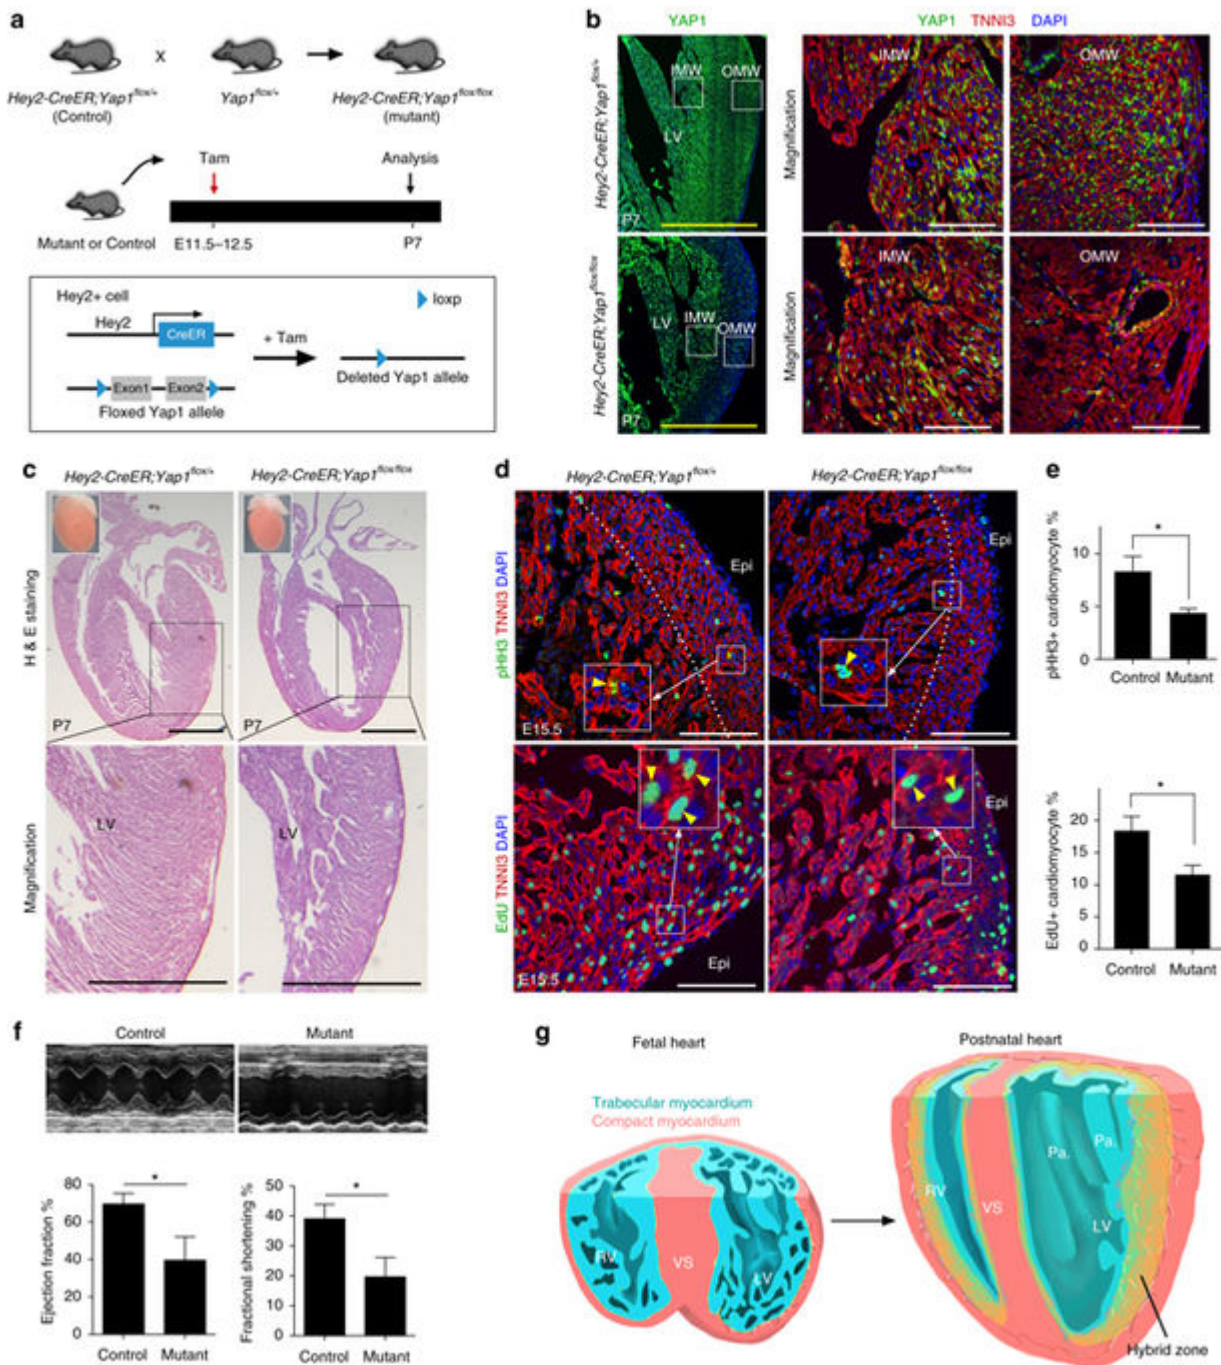 a
x
Hey2-CreER;Yap1flox/+
(Control)
Yap1flox/+
Hey2-CreER;Yap1flox/flox
(mutant)
Tam
Analysis
Mutant or Control
E11.5–12.5
P7
Hey2+ cell
loxp
Hey2
CreER
+ Tam
Exon1
Exon2
Floxed Yap1 allele
Deleted Yap1 allele
b
YAP1
YAP1 TNNI3 DAPI
Hey2-CreER;Yap1flox/+
IMW
OMW
LV
P7
Magnification
IMW
OMW
Hey2-CreER;Yap1flox/flox
IMW
OMW
LV
P7
Magnification
IMW
OMW
c
Hey2-CreER;Yap1flox/+
Hey2-CreER;Yap1flox/flox
H & E staining
P7
P7
Magnification
LV
LV
d
Hey2-CreER;Yap1flox/+
Hey2-CreER;Yap1flox/flox
pHH3 TNNI3 DAPI
Epi
Epi
E15.5
EdU TNNI3 DAPI
Epi
Epi
E15.5
e
pHH3+ cardiomyocyte %
10
5
0
*
Control
Mutant
EdU+ cardiomyocyte %
20
15
10
5
0
*
Control
Mutant
f
Control
Mutant
Ejection fraction %
80
60
40
20
0
*
Control
Mutant
Fractional shortening %
50
40
30
20
10
0
*
Control
Mutant
g
Fetal heart
Postnatal heart
Trabecular myocardium
Compact myocardium
RV
VS
LV
RV
VS
Pa.
Pa.
LV
Hybrid zone